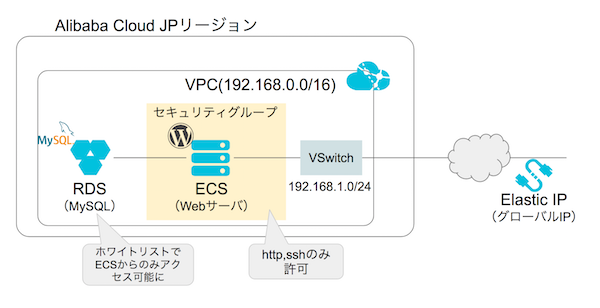 Alibaba Cloud JPリージョン
VPC(192.168.0.0/16)
セキュリティグループ
MySQL
W
VSwitch
RDS
（MySQL）
ECS
（Webサーバ）
192.168.1.0/24
Elastic IP
（グローバルIP）
ホワイトリストで
ECSからのみアク
セス可能に
http,sshのみ
許可